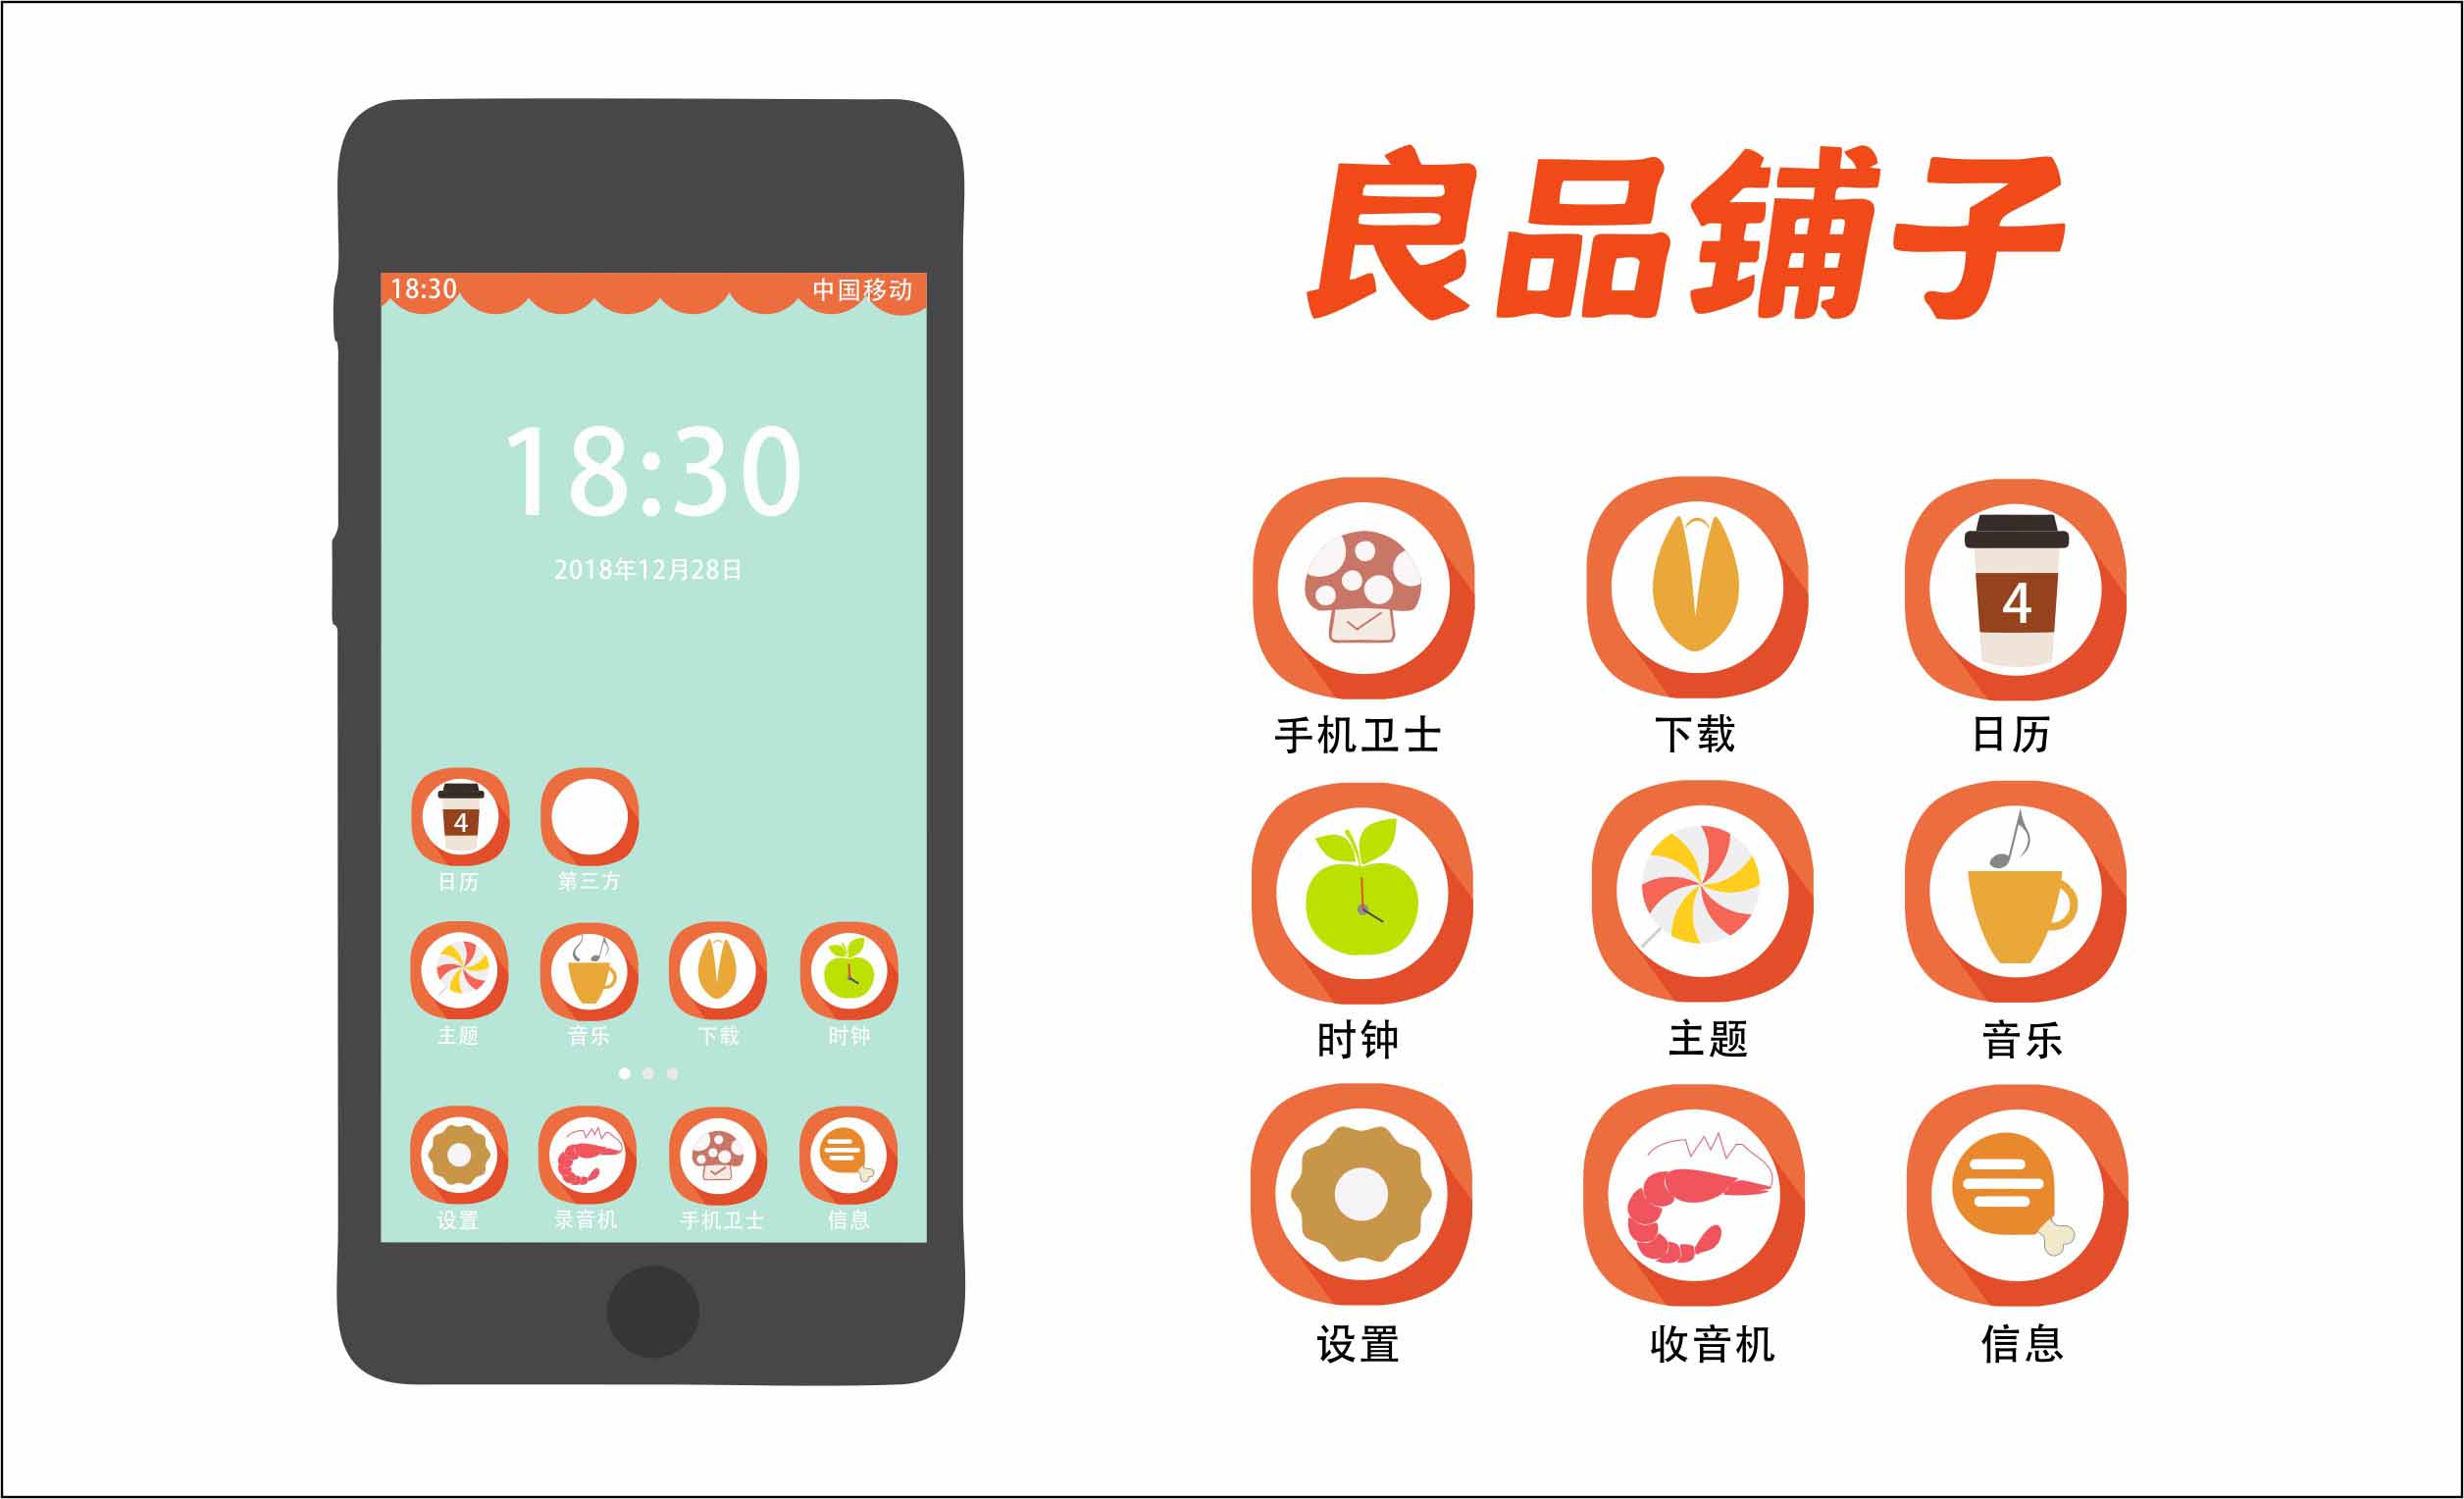 18:30 中国移动
18:30
2018年12月28日
4
日历 第三方
主题 音乐 下载 时钟
设置 录音机 手机卫士 信息
良品铺子
4
手机卫士 下载 日历
时钟 主题 音乐
设置 收音机 信息